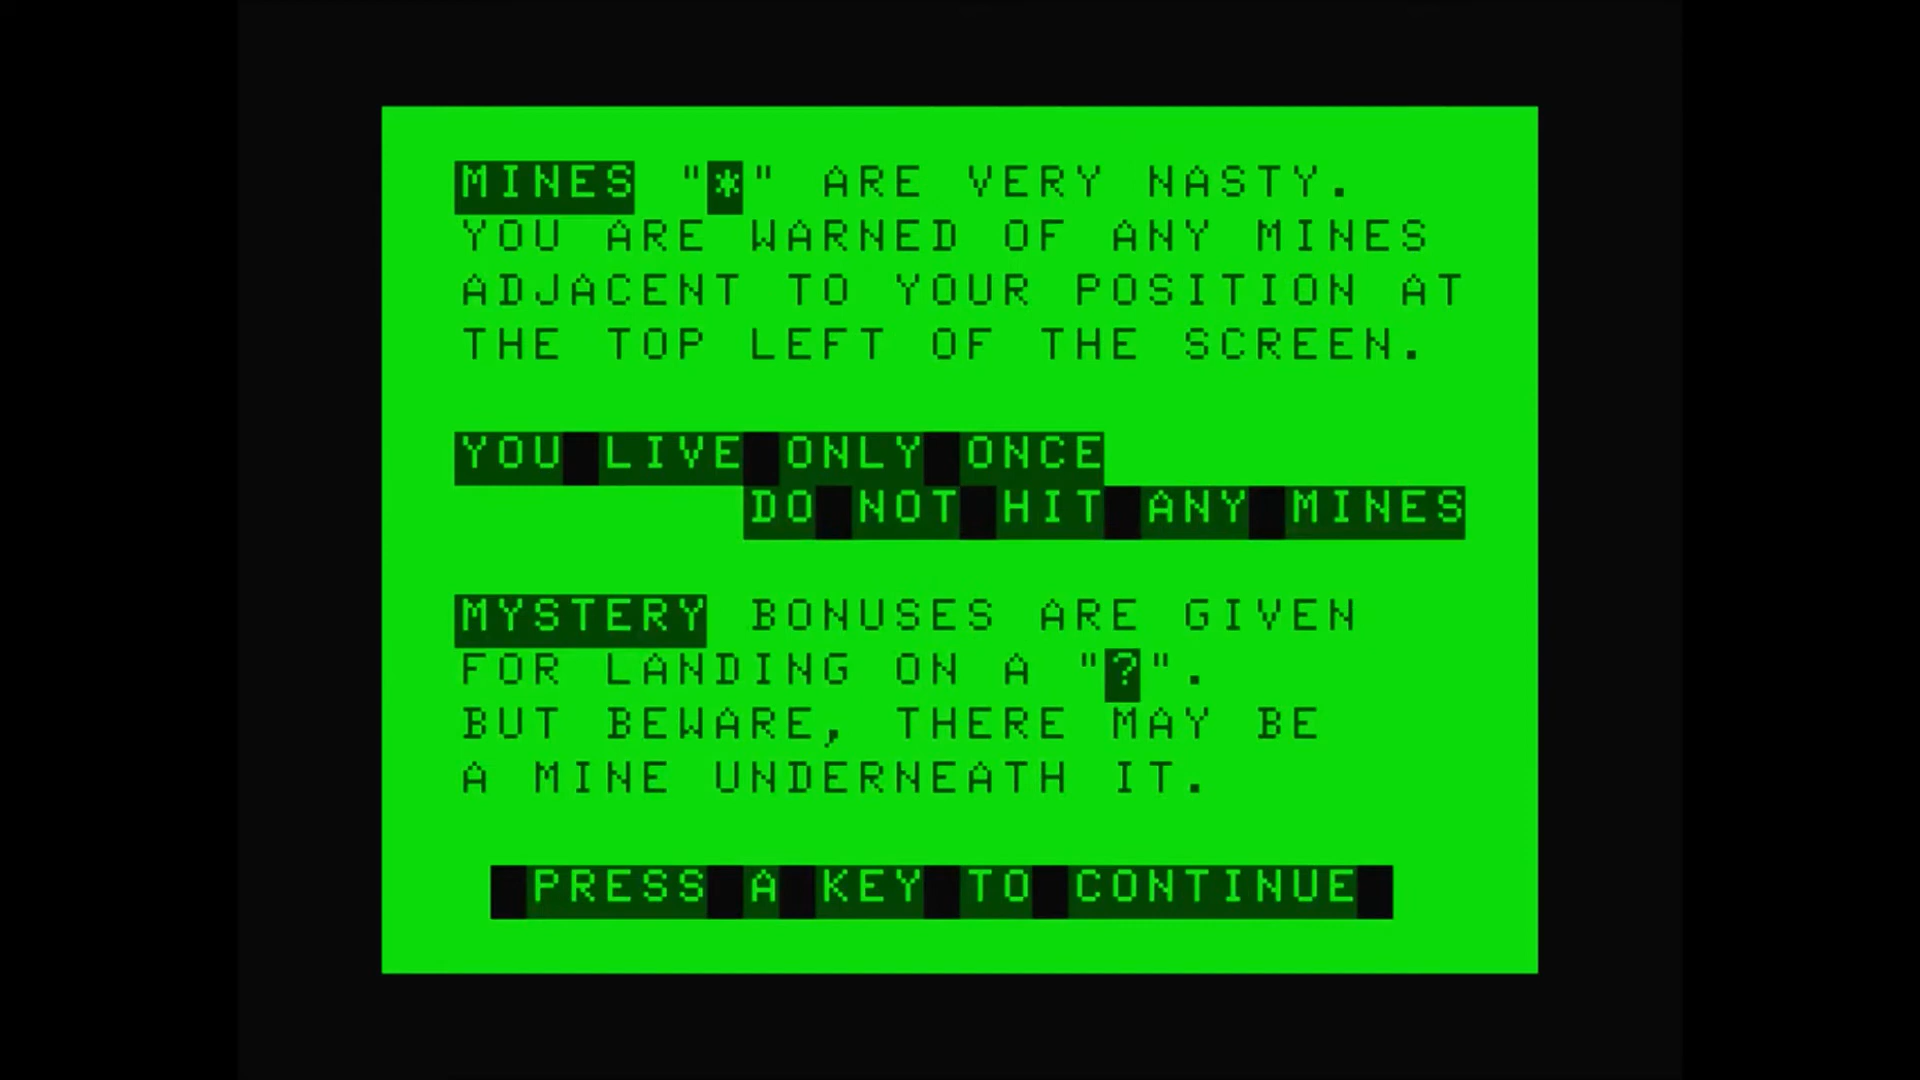 MINES "*" ARE VERY NASTY.
YOU ARE WARNED OF ANY MINES
ADJACENT TO YOUR POSITION AT
THE TOP LEFT OF THE SCREEN.
YOU LIVE ONLY ONCE
DO NOT HIT ANY MINES
MYSTERY BONUSES ARE GIVEN
FOR LANDING ON A "?".
BUT BEWARE, THERE MAY BE
A MINE UNDERNEATH IT.
PRESS A KEY TO CONTINUE